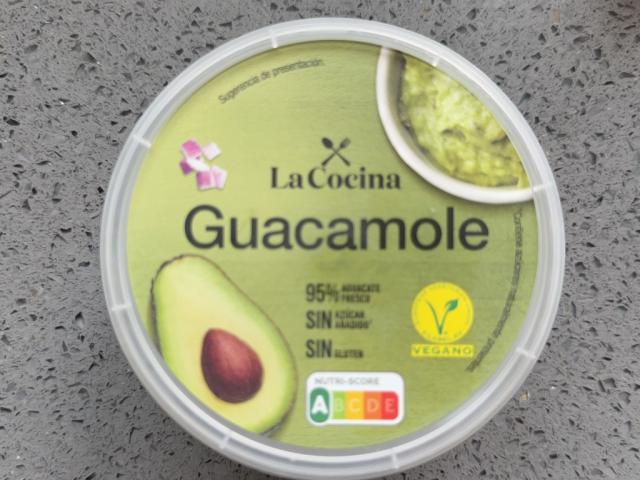 Sugerencia de presentación.
La Cocina
Guacamole
95% AGUACATE FRESCO
SIN AZÚCAR AÑADIDO*
SIN GLUTEN
VEGANO
NUTRI-SCORE
A B C D E